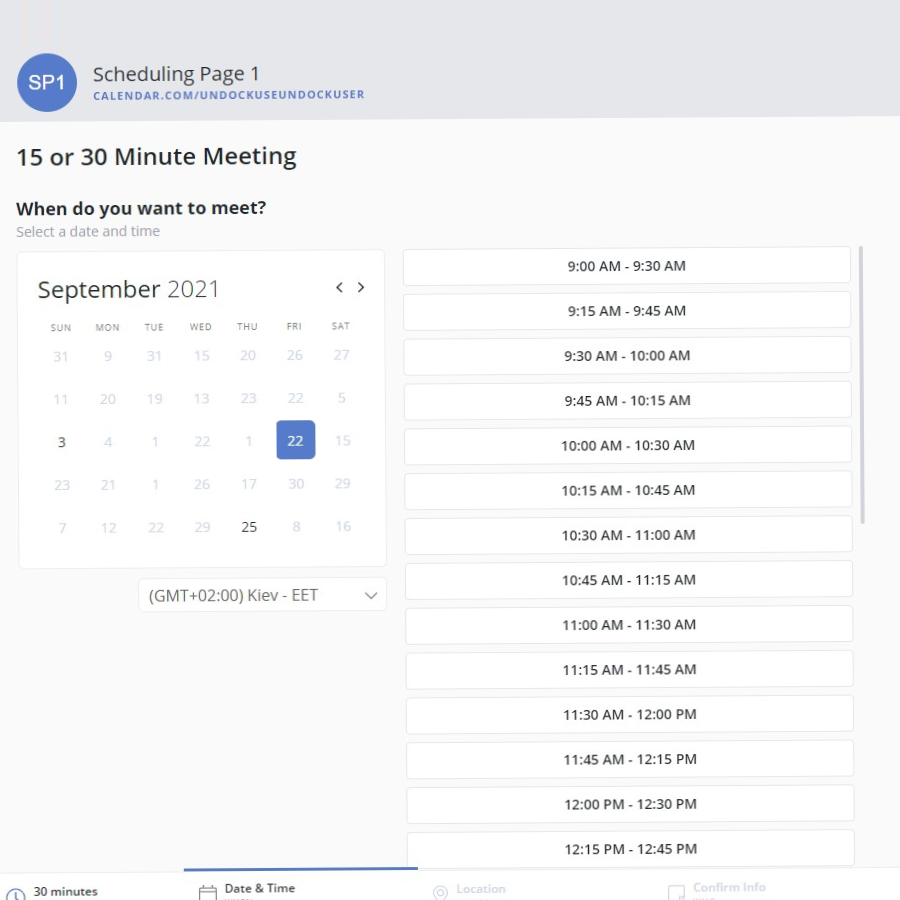 SP1
Scheduling Page 1
CALENDAR.COM/UNDOCKUSEUNDOCKUSER
15 or 30 Minute Meeting
When do you want to meet?
Select a date and time
September 2021
SUN MON TUE WED THU FRI SAT
31 9 31 15 20 26 27
11 20 19 13 23 22 5
3 4 1 22 1 22 15
23 21 1 26 17 30 29
7 12 22 29 25 8 16
(GMT+02:00) Kiev - EET
9:00 AM - 9:30 AM
9:15 AM - 9:45 AM
9:30 AM - 10:00 AM
9:45 AM - 10:15 AM
10:00 AM - 10:30 AM
10:15 AM - 10:45 AM
10:30 AM - 11:00 AM
10:45 AM - 11:15 AM
11:00 AM - 11:30 AM
11:15 AM - 11:45 AM
11:30 AM - 12:00 PM
11:45 AM - 12:15 PM
12:00 PM - 12:30 PM
12:15 PM - 12:45 PM
30 minutes
Date & Time
Location
Confirm Info